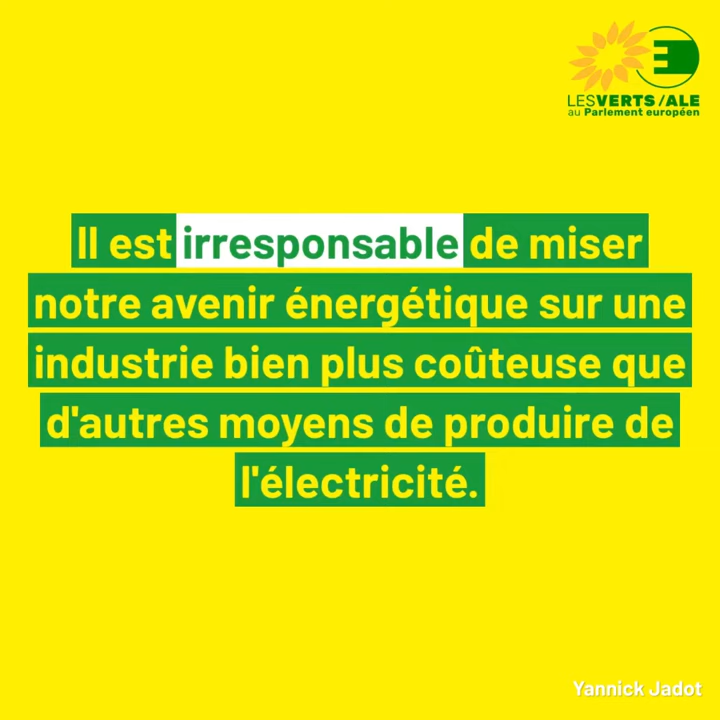 LESVERTS/ALE
au Parlement européen
Il est irresponsable de miser
notre avenir énergétique sur une
industrie bien plus coûteuse que
d'autres moyens de produire de
l'électricité.
Yannick Jadot